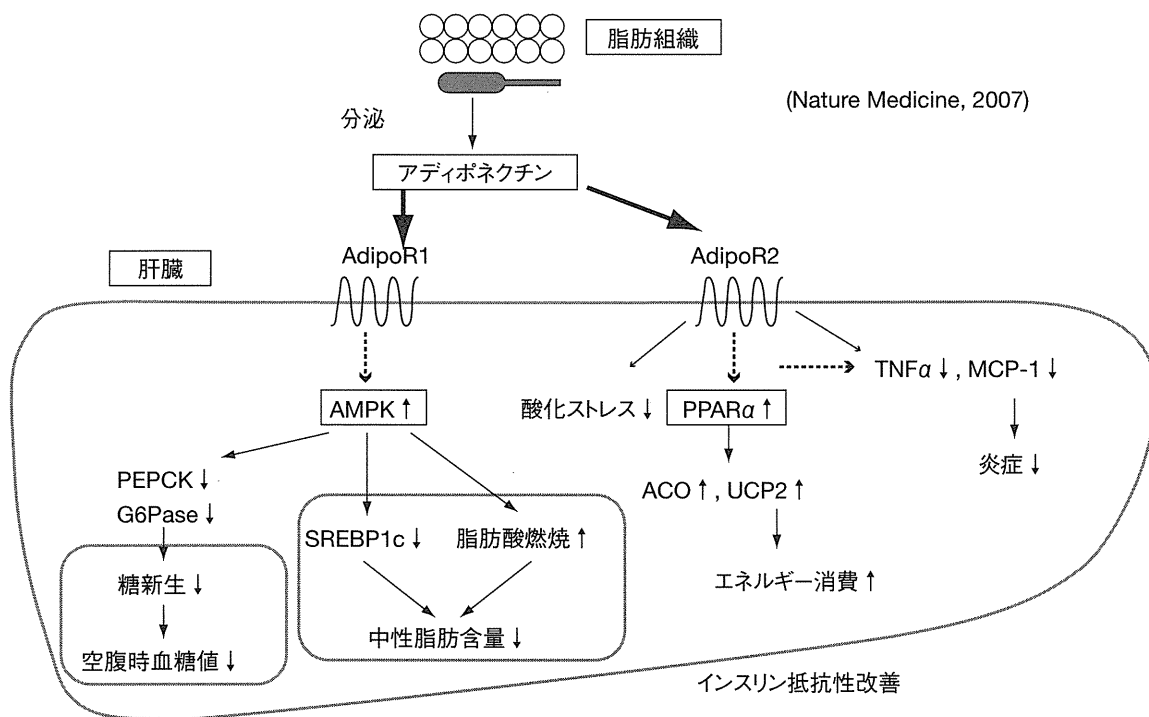 脂肪組織
(Nature Medicine, 2007)
分泌
アディポネクチン
AdipoR1
AdipoR2
肝臓
TNFα↓, MCP-1↓
AMPK↑
酸化ストレス↓
PPARα↑
炎症↓
PEPCK↓
G6Pase↓
ACO↑, UCP2↑
SREBP1c↓
脂肪酸燃焼↑
糖新生↓
エネルギー消費↑
中性脂肪含量↓
空腹時血糖値↓
インスリン抵抗性改善